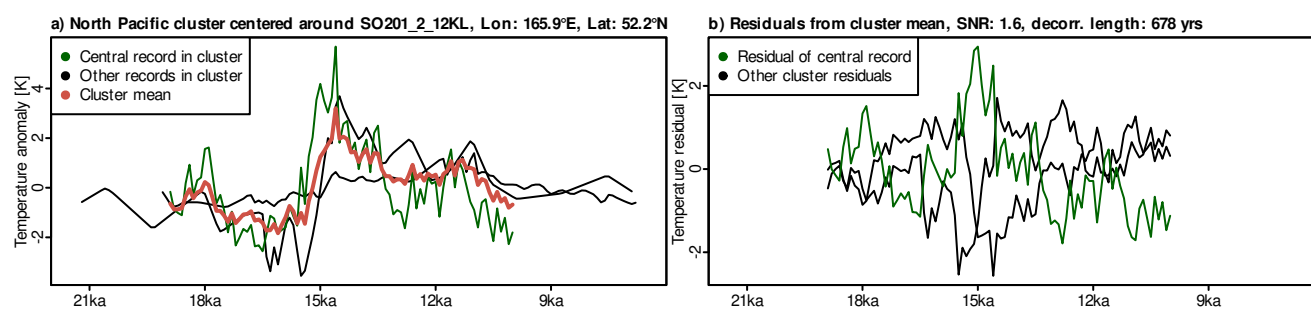 a) North Pacific cluster centered around SO201_2_12KL, Lon: 165.9°E, Lat: 52.2°N
Central record in cluster
Other records in cluster
Cluster mean
Temperature anomaly [K]
4
2
0
-2
21ka 18ka 15ka 12ka 9ka
b) Residuals from cluster mean, SNR: 1.6, decorr. length: 678 yrs
Residual of central record
Other cluster residuals
Temperature residual [K]
2
0
-2
21ka 18ka 15ka 12ka 9ka